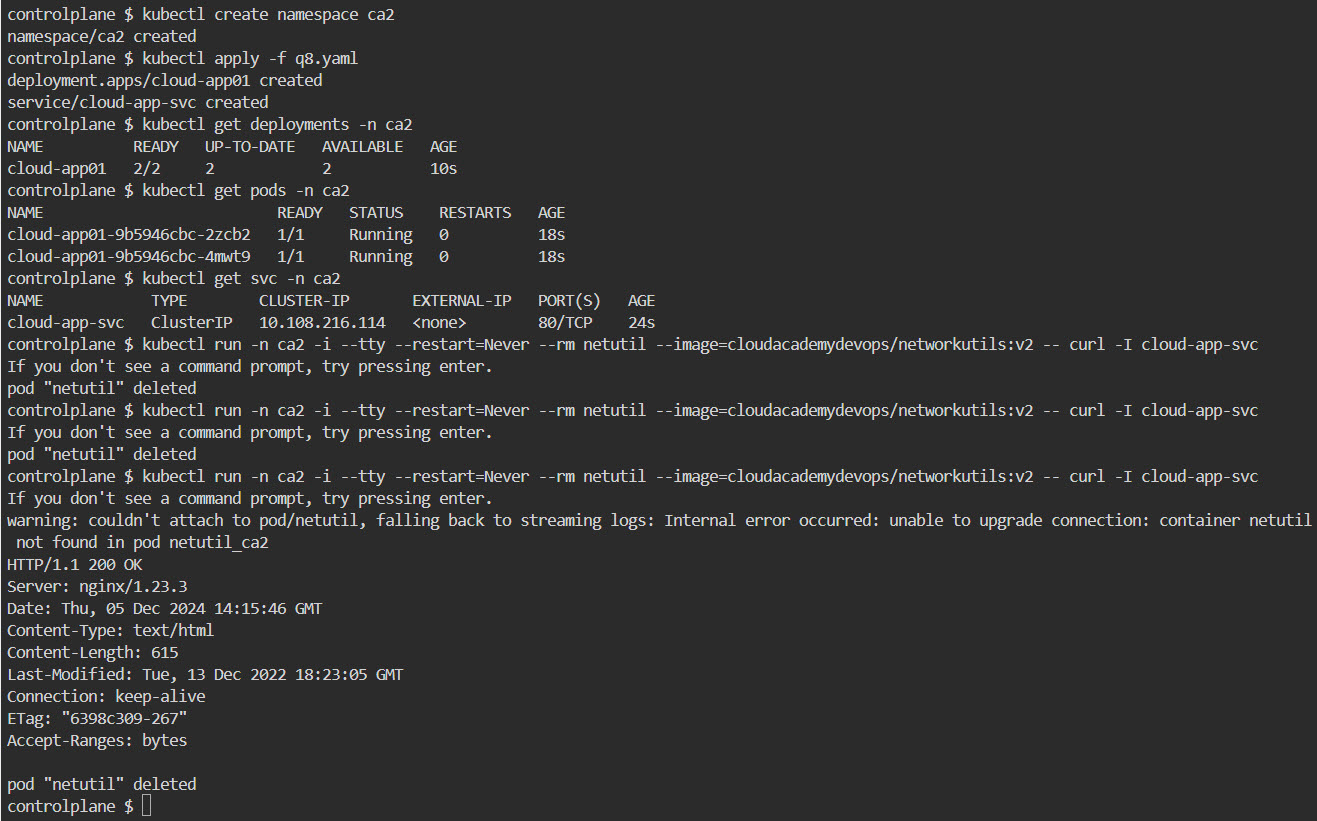 controlplane $ kubectl create namespace ca2
namespace/ca2 created
controlplane $ kubectl apply -f q8.yaml
deployment.apps/cloud-app01 created
service/cloud-app-svc created
controlplane $ kubectl get deployments -n ca2
NAME          READY   UP-TO-DATE   AVAILABLE   AGE
cloud-app01   2/2     2            2           10s
controlplane $ kubectl get pods -n ca2
NAME                          READY   STATUS    RESTARTS   AGE
cloud-app01-9b5946cbc-2zcb2   1/1     Running   0          18s
cloud-app01-9b5946cbc-4mwt9   1/1     Running   0          18s
controlplane $ kubectl get svc -n ca2
NAME            TYPE        CLUSTER-IP       EXTERNAL-IP   PORT(S)   AGE
cloud-app-svc   ClusterIP   10.108.216.114   <none>        80/TCP    24s
controlplane $ kubectl run -n ca2 -i --tty --restart=Never --rm netutil --image=cloudacademydevops/networkutils:v2 -- curl -I cloud-app-svc
If you don't see a command prompt, try pressing enter.
pod "netutil" deleted
controlplane $ kubectl run -n ca2 -i --tty --restart=Never --rm netutil --image=cloudacademydevops/networkutils:v2 -- curl -I cloud-app-svc
If you don't see a command prompt, try pressing enter.
pod "netutil" deleted
controlplane $ kubectl run -n ca2 -i --tty --restart=Never --rm netutil --image=cloudacademydevops/networkutils:v2 -- curl -I cloud-app-svc
If you don't see a command prompt, try pressing enter.
warning: couldn't attach to pod/netutil, falling back to streaming logs: Internal error occurred: unable to upgrade connection: container netutil
 not found in pod netutil_ca2
HTTP/1.1 200 OK
Server: nginx/1.23.3
Date: Thu, 05 Dec 2024 14:15:46 GMT
Content-Type: text/html
Content-Length: 615
Last-Modified: Tue, 13 Dec 2022 18:23:05 GMT
Connection: keep-alive
ETag: "6398c309-267"
Accept-Ranges: bytes

pod "netutil" deleted
controlplane $